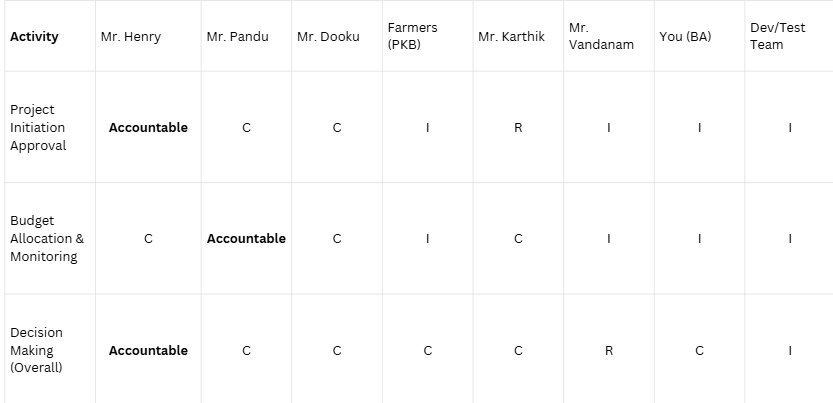 Activity Mr. Henry Mr. Pandu Mr. Dooku Farmers (PKB) Mr. Karthik Mr. Vandanam You (BA) Dev/Test Team
Project Initiation Approval Accountable C C I R I I I
Budget Allocation & Monitoring C Accountable C I C I I I
Decision Making (Overall) Accountable C C C C R C I